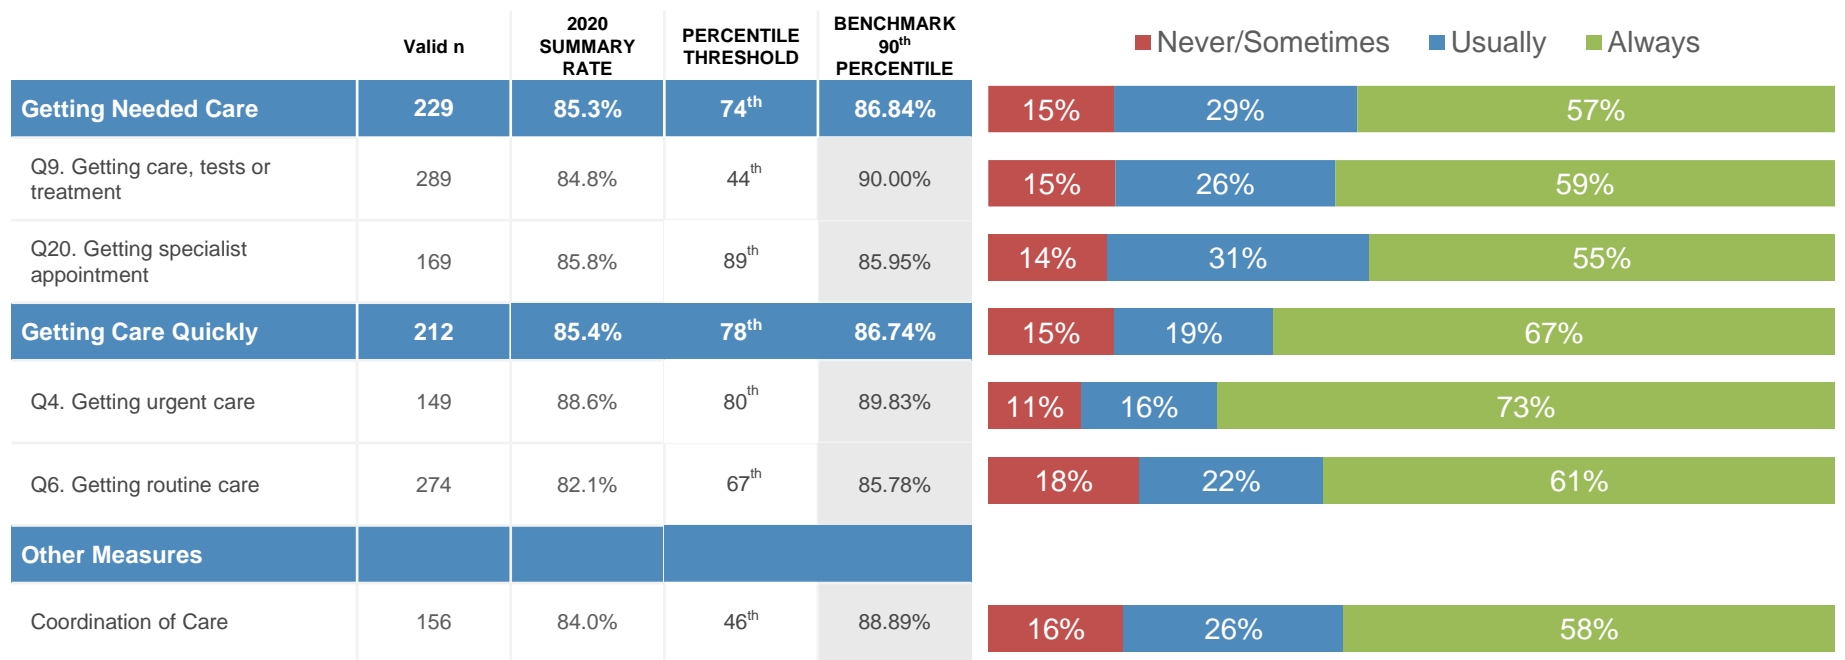 Valid n
2020
SUMMARY
RATE
PERCENTILE
THRESHOLD
BENCHMARK
90th
PERCENTILE
Never/Sometimes Usually Always
Getting Needed Care 229 85.3% 74th 86.84% 15% 29% 57%
Q9. Getting care, tests or
treatment
289 84.8% 44th 90.00% 15% 26% 59%
Q20. Getting specialist
appointment
169 85.8% 89th 85.95% 14% 31% 55%
Getting Care Quickly 212 85.4% 78th 86.74% 15% 19% 67%
Q4. Getting urgent care 149 88.6% 80th 89.83% 11% 16% 73%
Q6. Getting routine care 274 82.1% 67th 85.78% 18% 22% 61%
Other Measures
Coordination of Care 156 84.0% 46th 88.89% 16% 26% 58%